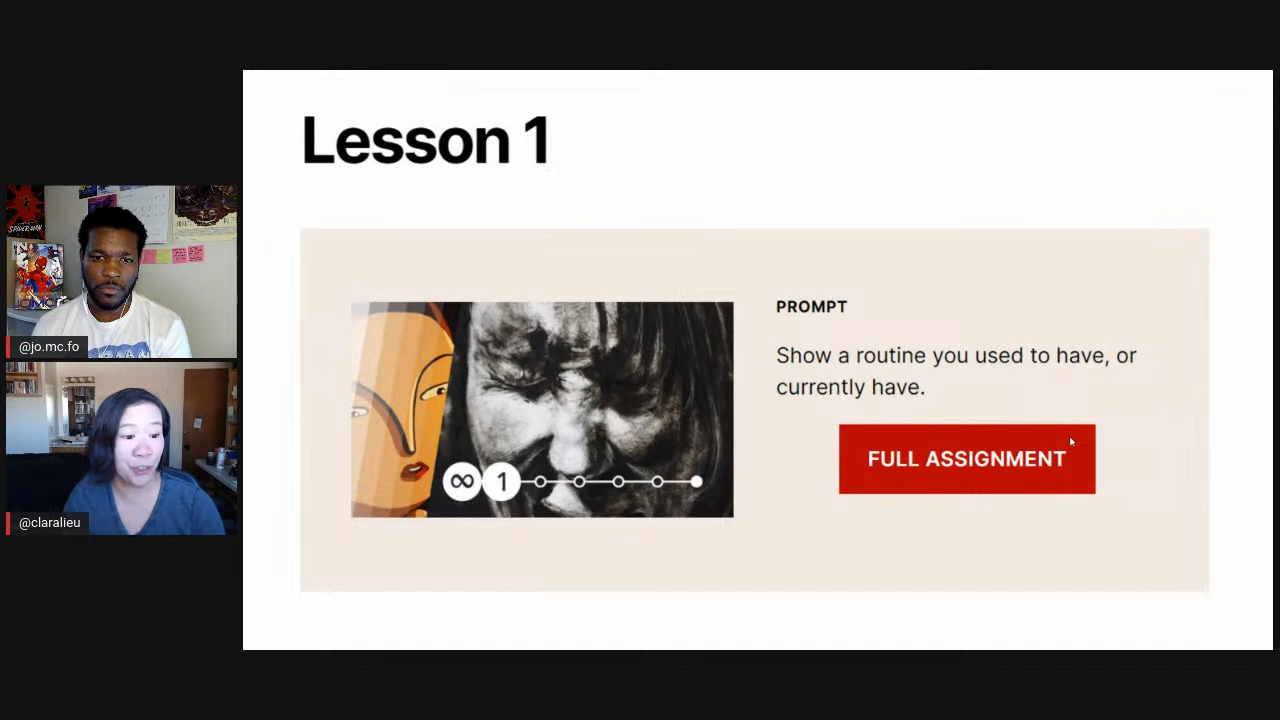 Lesson 1
PROMPT
Show a routine you used to have, or
currently have.
FULL ASSIGNMENT
∞ 1
@jo.mc.fo
@claralieu